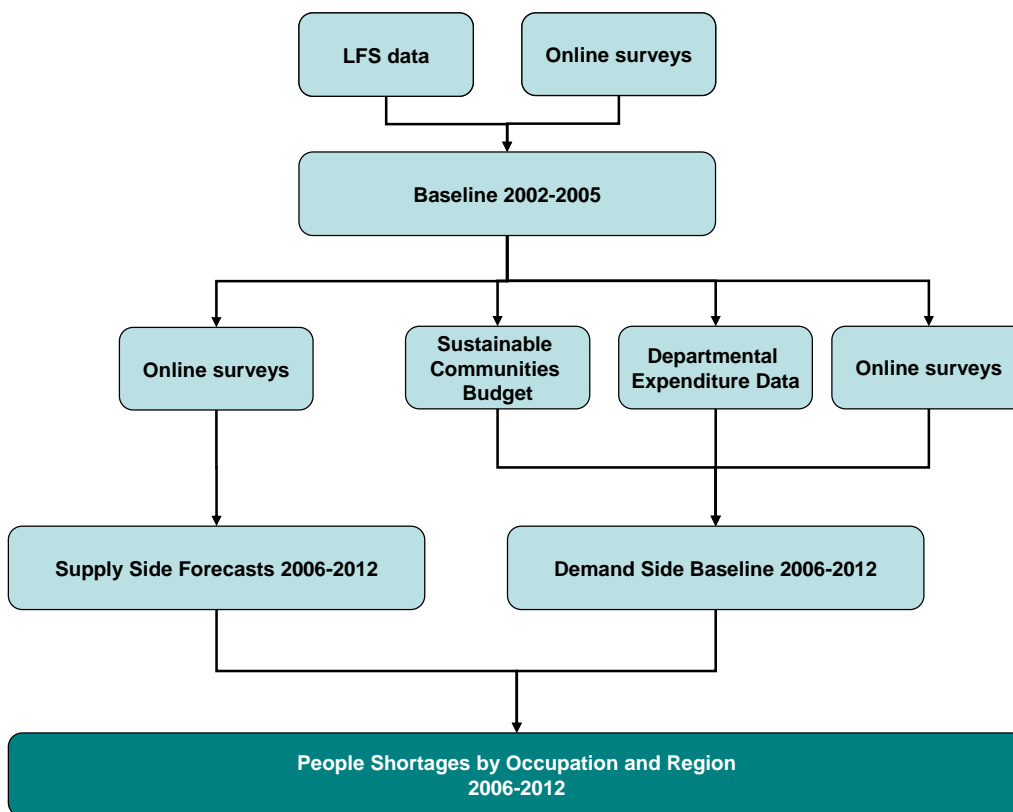 LFS data
Online surveys
Baseline 2002-2005
Online surveys
Sustainable
Communities
Budget
Departmental
Expenditure Data
Online surveys
Supply Side Forecasts 2006-2012
Demand Side Baseline 2006-2012
People Shortages by Occupation and Region
2006-2012